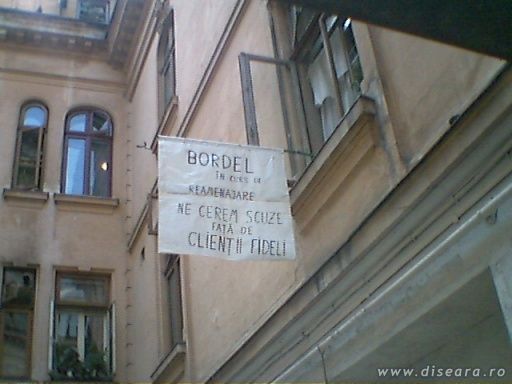 BORDEL
ÎN CURS DE
REAMENAJARE
NE CEREM SCUZE
FAȚĂ DE
CLIENȚII FIDELI
www.diseara.ro